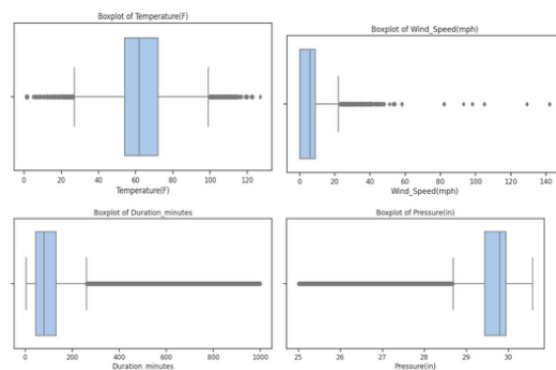 Boxplot of Temperature(F)
0 20 40 60 80 100 120
Temperature(F)
Boxplot of Wind_Speed(mph)
0 20 40 60 80 100 120 140
Wind_Speed(mph)
Boxplot of Duration_minutes
0 200 400 600 800 1000
Duration_minutes
Boxplot of Pressure(in)
25 26 27 28 29 30
Pressure(in)